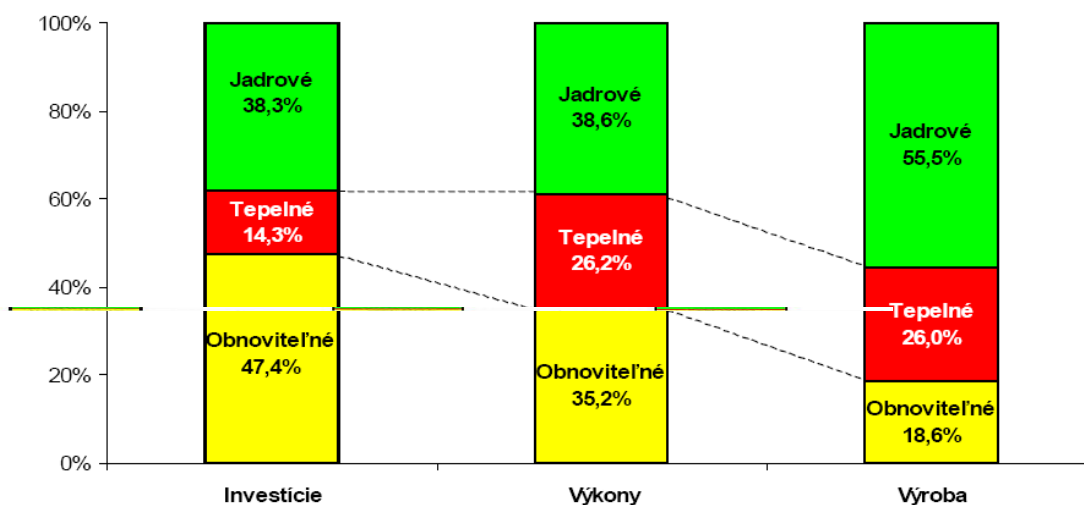 100%
80%
60%
40%
20%
0%
Jadrové
38,3%
Tepelné
14,3%
Obnoviteľné
47,4%
Jadrové
38,6%
Tepelné
26,2%
Obnoviteľné
35,2%
Jadrové
55,5%
Tepelné
26,0%
Obnoviteľné
18,6%
Investície
Výkony
Výroba